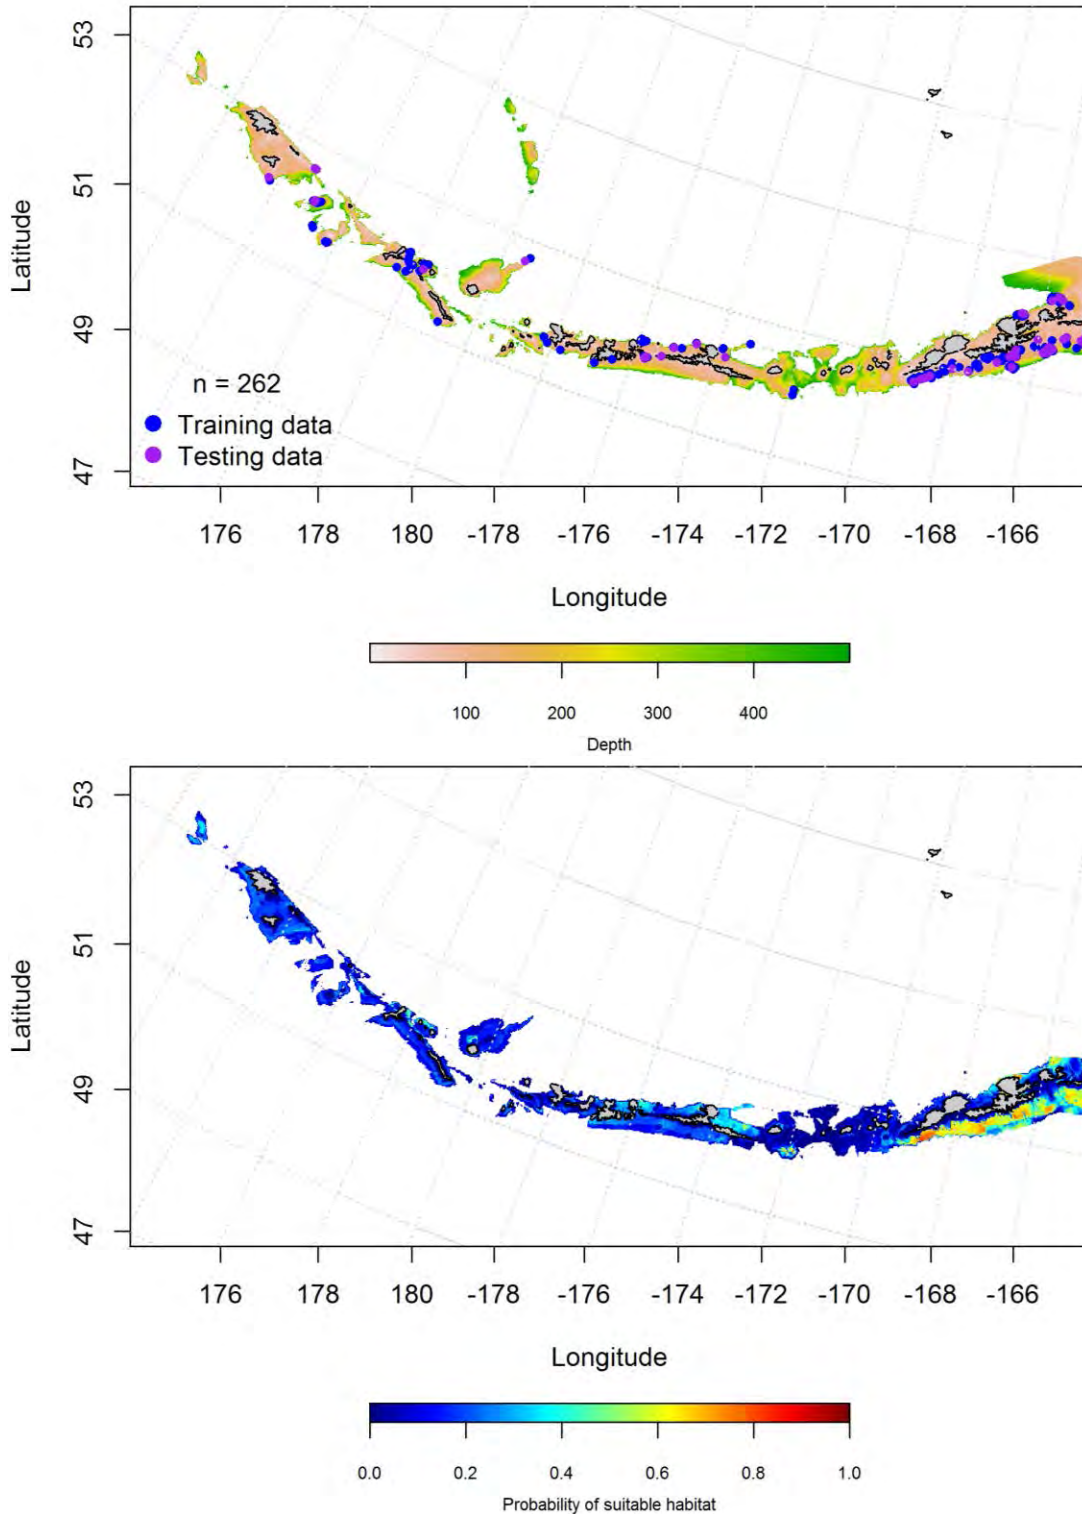 53
51
49
47
Latitude
n = 262
Training data
Testing data
176 178 180 -178 -176 -174 -172 -170 -168 -166
Longitude
100 200 300 400
Depth
53
51
49
47
Latitude
176 178 180 -178 -176 -174 -172 -170 -168 -166
Longitude
0.0 0.2 0.4 0.6 0.8 1.0
Probability of suitable habitat